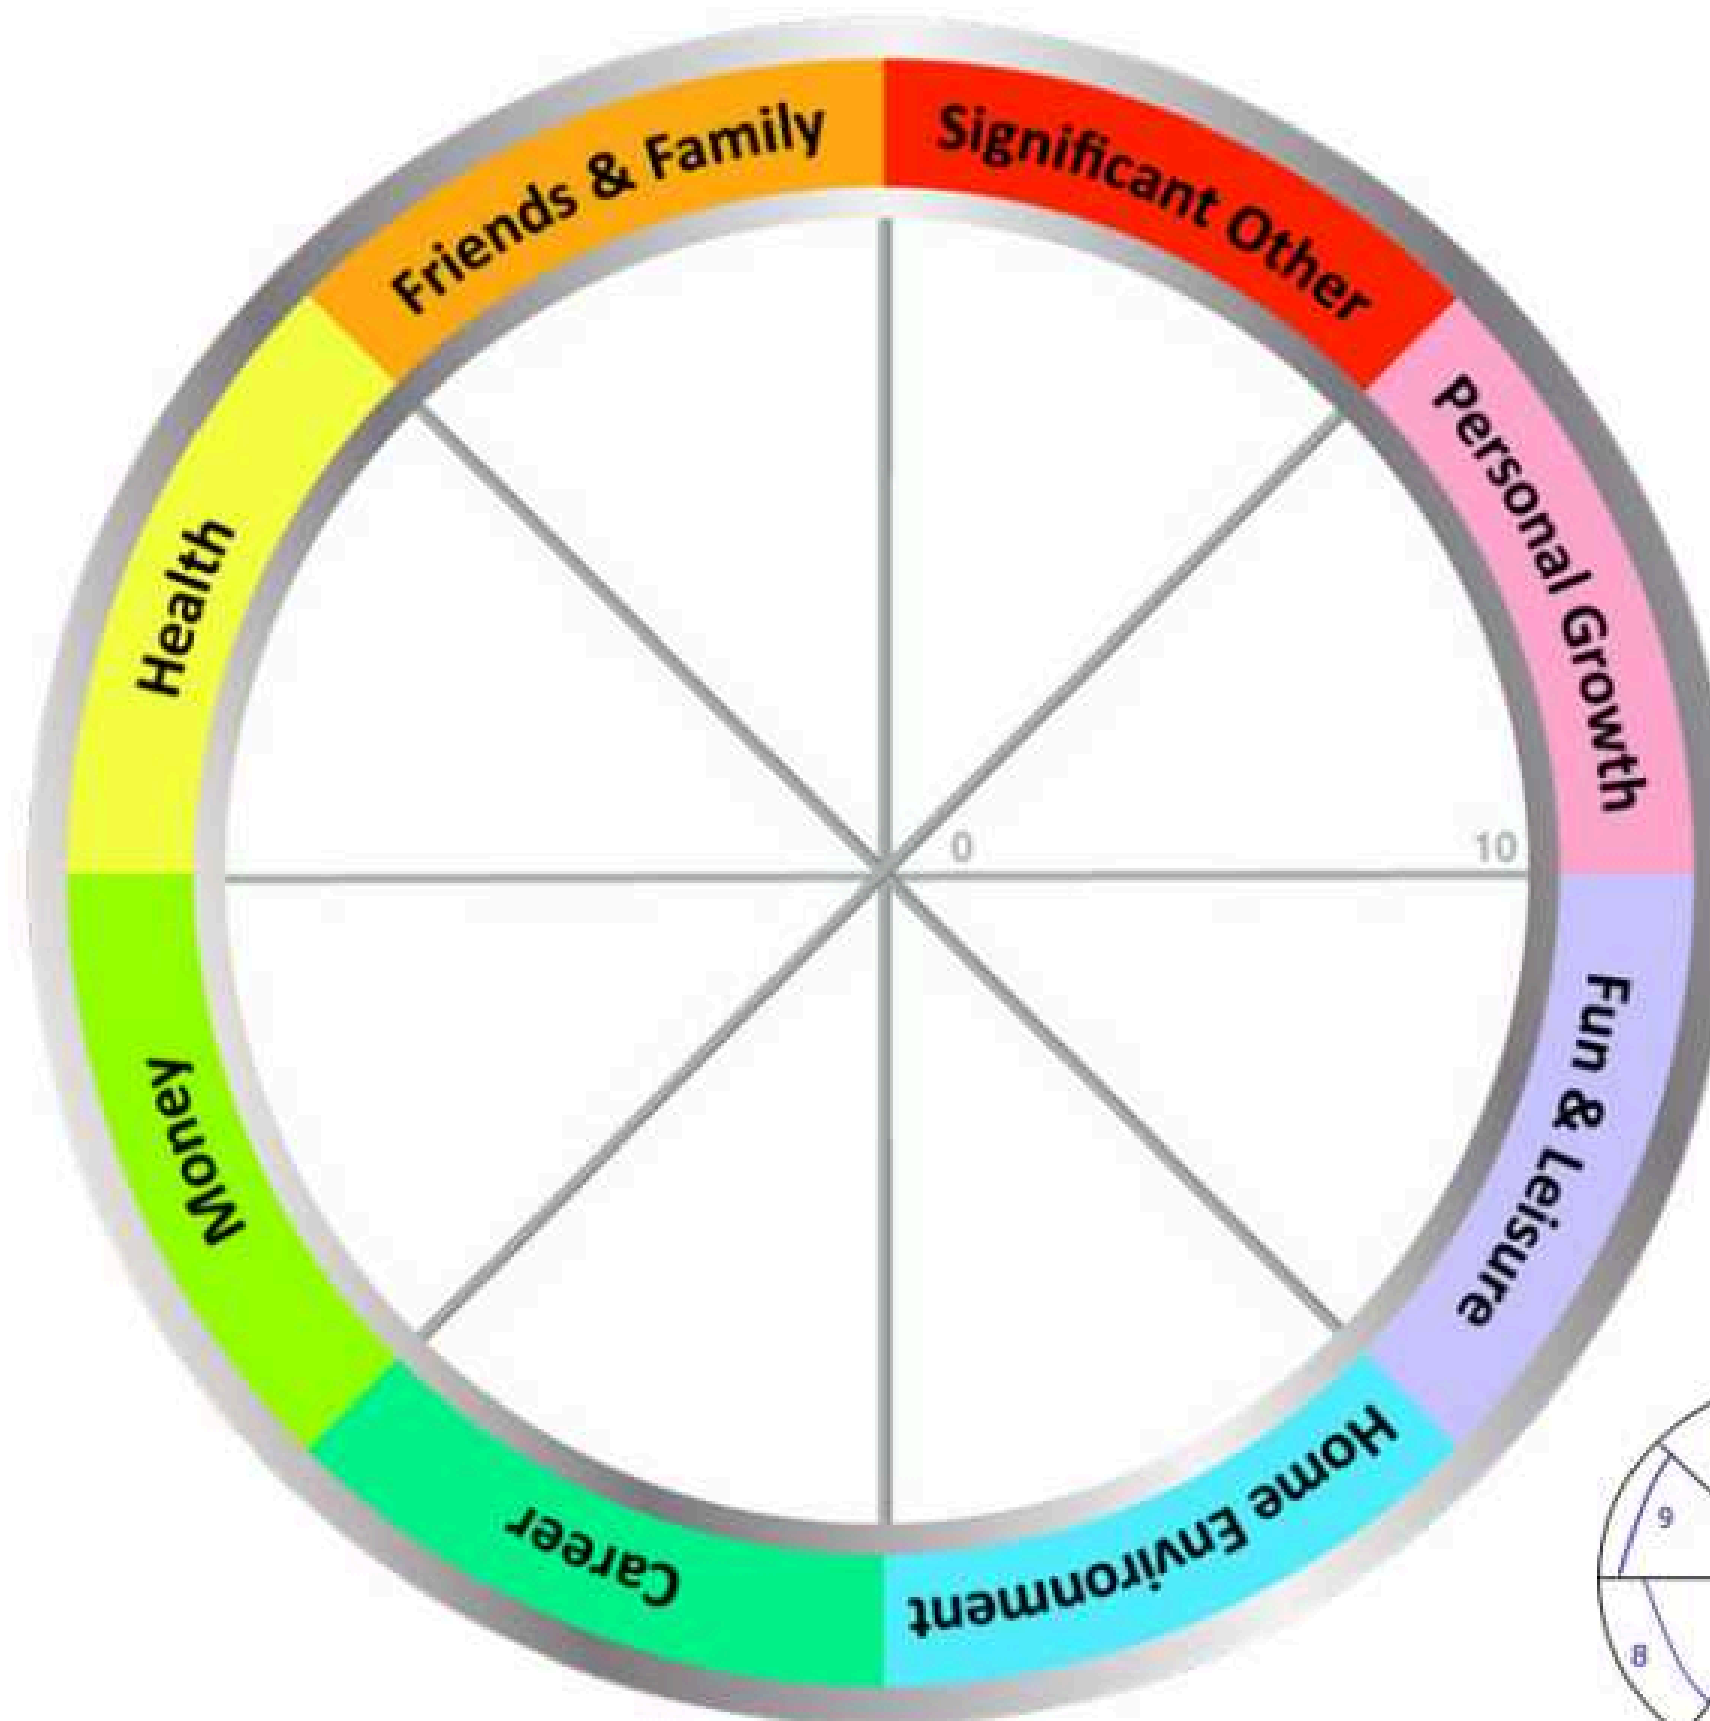 Friends & Family
Significant Other
Personal Growth
Fun & Leisure
Home Environment
Career
Money
Health
0
10
9
8